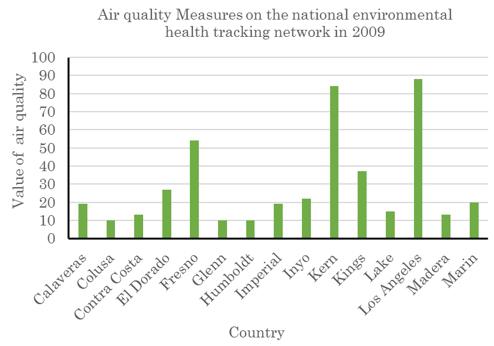 Air quality Measures on the national environmental
health tracking network in 2009
Value of air quality
100
90
80
70
60
50
40
30
20
10
0
Calaveras
Colusa
Contra Costa
El Dorado
Fresno
Glenn
Humboldt
Imperial
Inyo
Kern
Kings
Lake
Los Angeles
Madera
Marin
Country